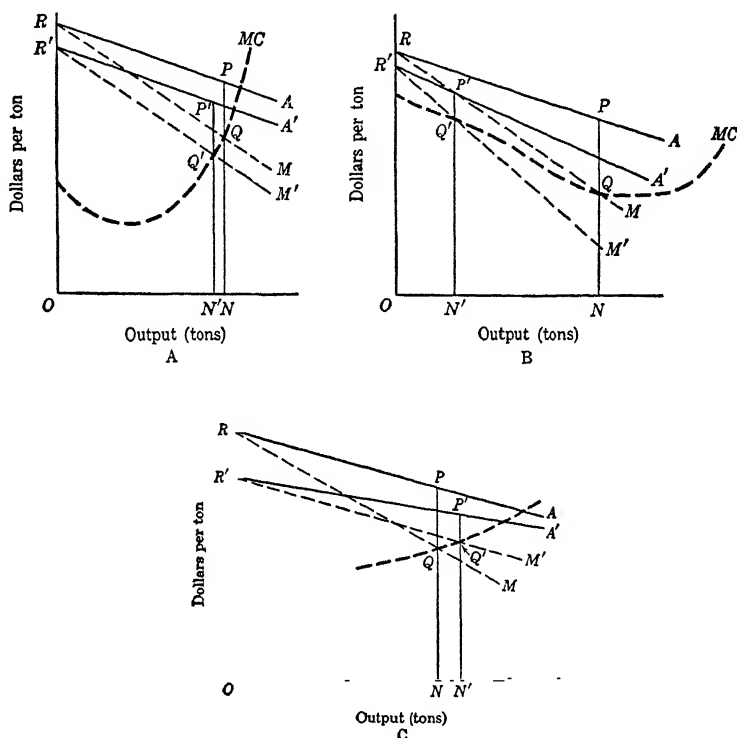 R
R'
MC
P
P'
A
A'
Q
Q'
M
M'
Dollars per ton
O
N' N
Output (tons)
A
R
R'
P'
P
Q'
A
MC
A'
Q
M
M'
Dollars per ton
O
N'
N
Output (tons)
B
R
P
R'
P'
A
A'
Q
Q'
M'
M
Dollars per ton
O
N
N'
Output (tons)
C